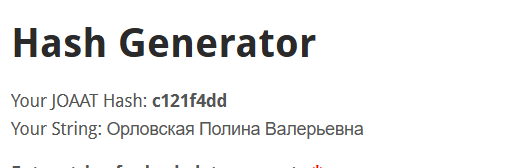 Hash Generator
Your JOAAT Hash: c121f4dd
Your String: Орловская Полина Валерьевна